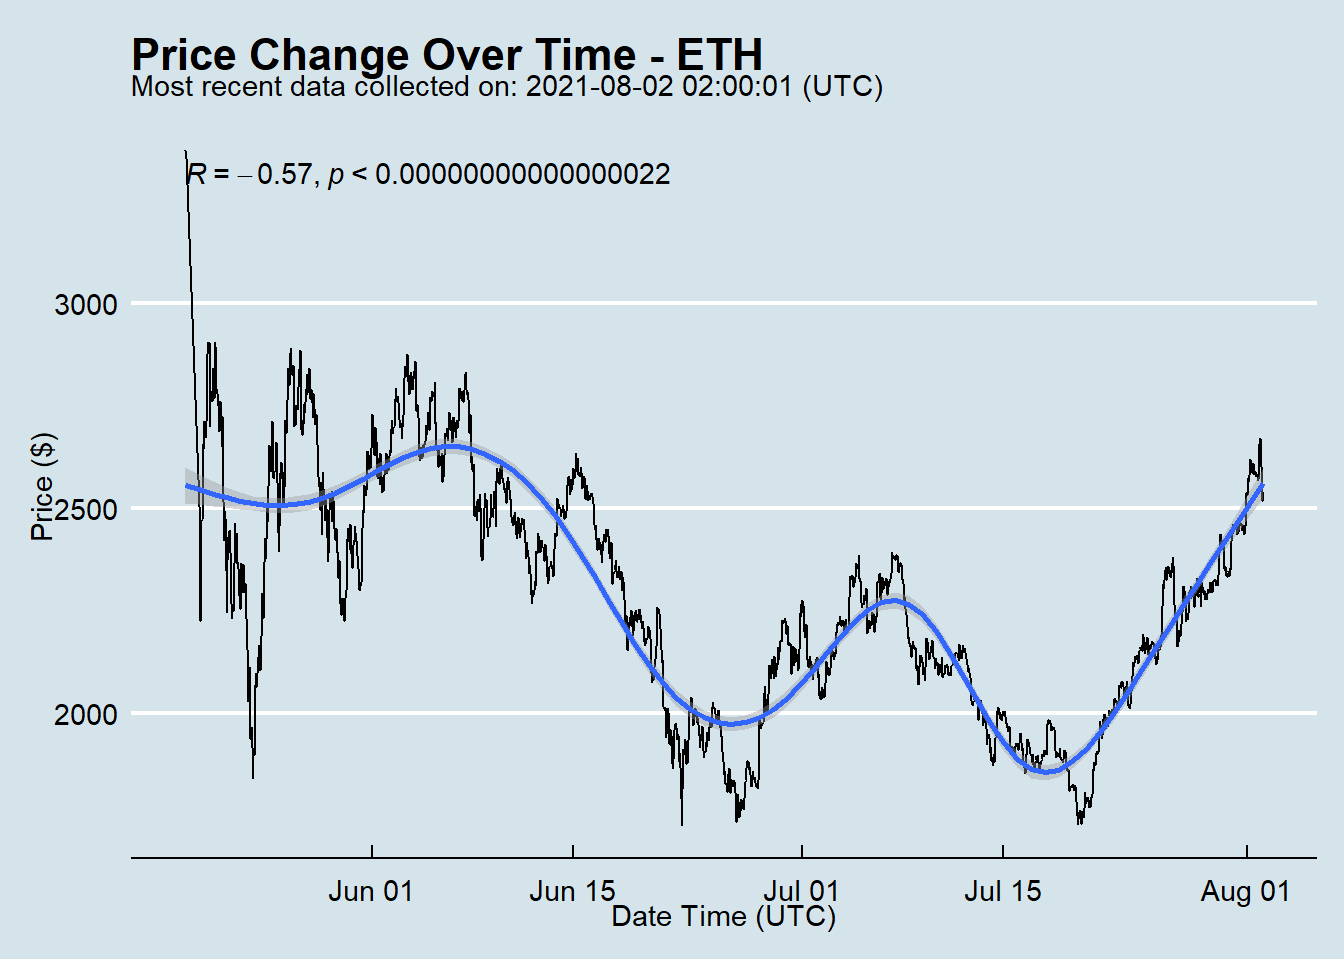 Price Change Over Time - ETH
Most recent data collected on: 2021-08-02 02:00:01 (UTC)
R = −0.57, p < 0.00000000000000022
3000
2500
2000
Price ($)
Jun 01 Jun 15 Jul 01 Jul 15 Aug 01
Date Time (UTC)